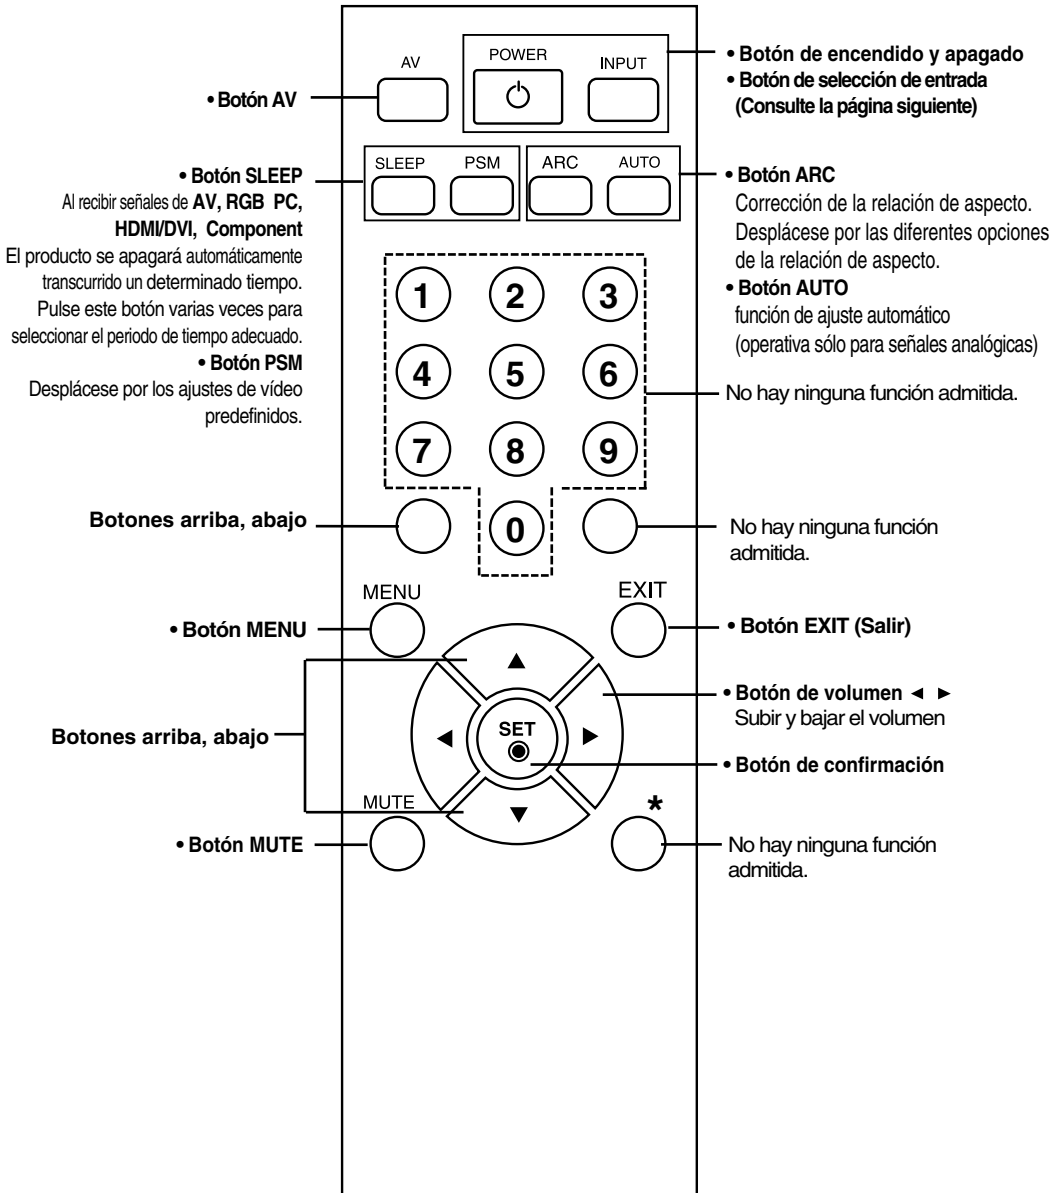 AV
POWER
INPUT
• Botón AV
• Botón de encendido y apagado
• Botón de selección de entrada
(Consulte la página siguiente)
SLEEP
PSM
ARC
AUTO
• Botón SLEEP
Al recibir señales de AV, RGB PC,
HDMI/DVI, Component
El producto se apagará automáticamente
transcurrido un determinado tiempo.
Pulse este botón varias veces para
seleccionar el periodo de tiempo adecuado.
• Botón PSM
Desplácese por los ajustes de vídeo
predefinidos.
• Botón ARC
Corrección de la relación de aspecto.
Desplácese por las diferentes opciones
de la relación de aspecto.
• Botón AUTO
función de ajuste automático
(operativa sólo para señales analógicas)
1 2 3
4 5 6
7 8 9
0
No hay ninguna función admitida.
Botones arriba, abajo
No hay ninguna función
admitida.
MENU
EXIT
• Botón MENU
• Botón EXIT (Salir)
▲
◄ SET ►
▼
Botones arriba, abajo
• Botón de volumen ◄ ►
Subir y bajar el volumen
• Botón de confirmación
MUTE
*
• Botón MUTE
No hay ninguna función
admitida.